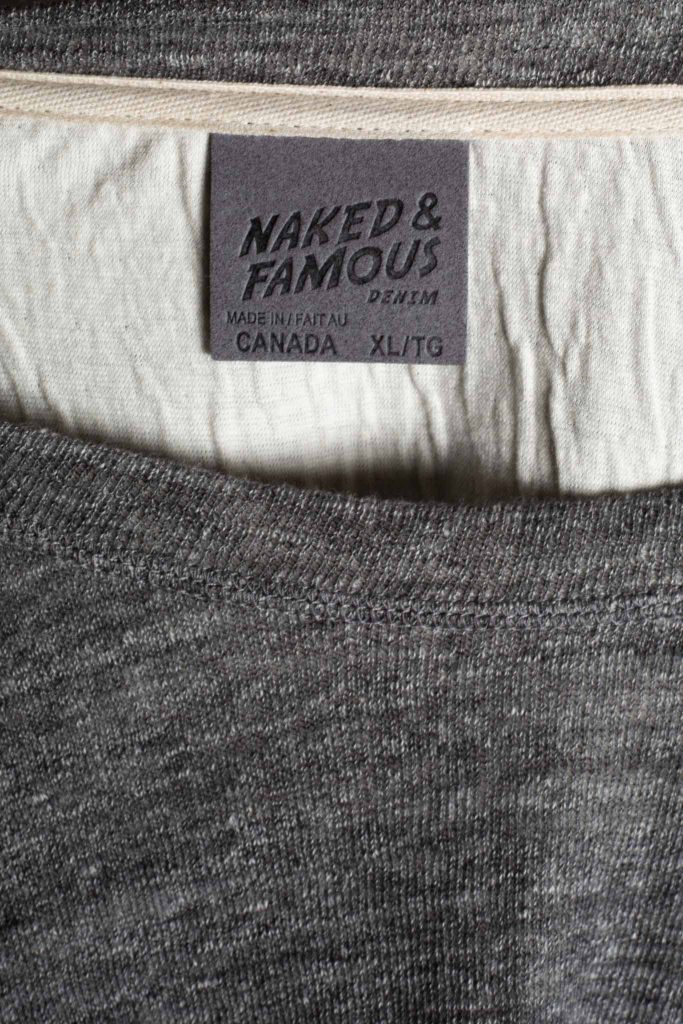 NAKED &
FAMOUS
DENIM
MADE IN / FAIT AU
CANADA XL/TG